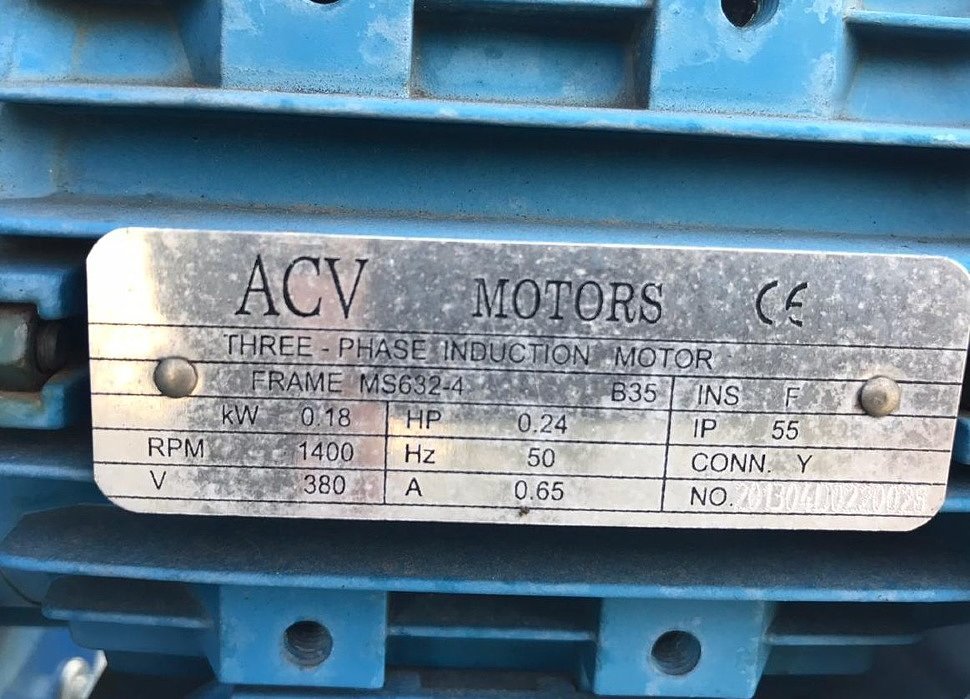 ACV MOTORS CE
THREE - PHASE INDUCTION MOTOR
FRAME MS632-4 B35 INS F
kW 0.18 HP 0.24 IP 55
RPM 1400 Hz 50 CONN. Y
V 380 A 0.65 NO.